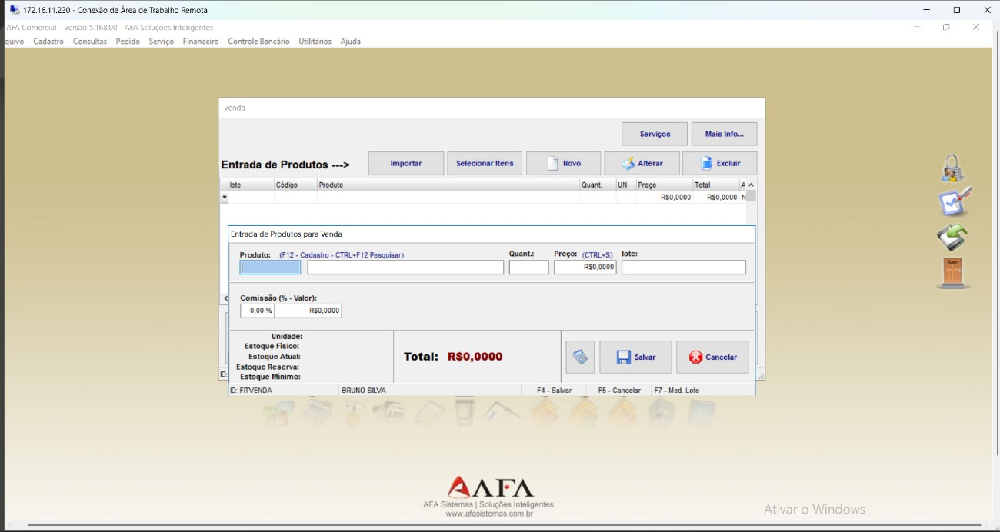 172.16.11.230 - Conexão de Área de Trabalho Remota
AFA Comercial - Versão 5.168.00 - AFA Soluções Inteligentes
quivo Cadastro Consultas Pedido Serviço Financeiro Controle Bancário Utilitários Ajuda
Venda
Serviços Mais Info...
Entrada de Produtos ---> Importar Selecionar Itens Novo Alterar Excluir
lote Código Produto Quant. UN Preço Total A
* R$0,0000 R$0,0000 N
Entrada de Produtos para Venda
Produto: (F12 - Cadastro - CTRL+F12 Pesquisar) Quant.: Preço: (CTRL+S) lote:
R$0,0000
Comissão (% - Valor):
0,00 % R$0,0000
Unidade:
Estoque Físico:
Estoque Atual:
Estoque Reserva:
Estoque Mínimo:
Total: R$0,0000
Salvar Cancelar
ID:
ID: FITVENDA BRUNO SILVA F4 - Salvar F5 - Cancelar F7 - Med. Lote
Sair
AFA
AFA Sistemas | Soluções Inteligentes
www.afasistemas.com.br
Ativar o Windows